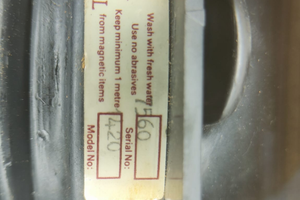 Wash with fresh water
Use no abrasives
Keep minimum 1 metre
from magnetic items
7560
Serial No:
420
Model No: